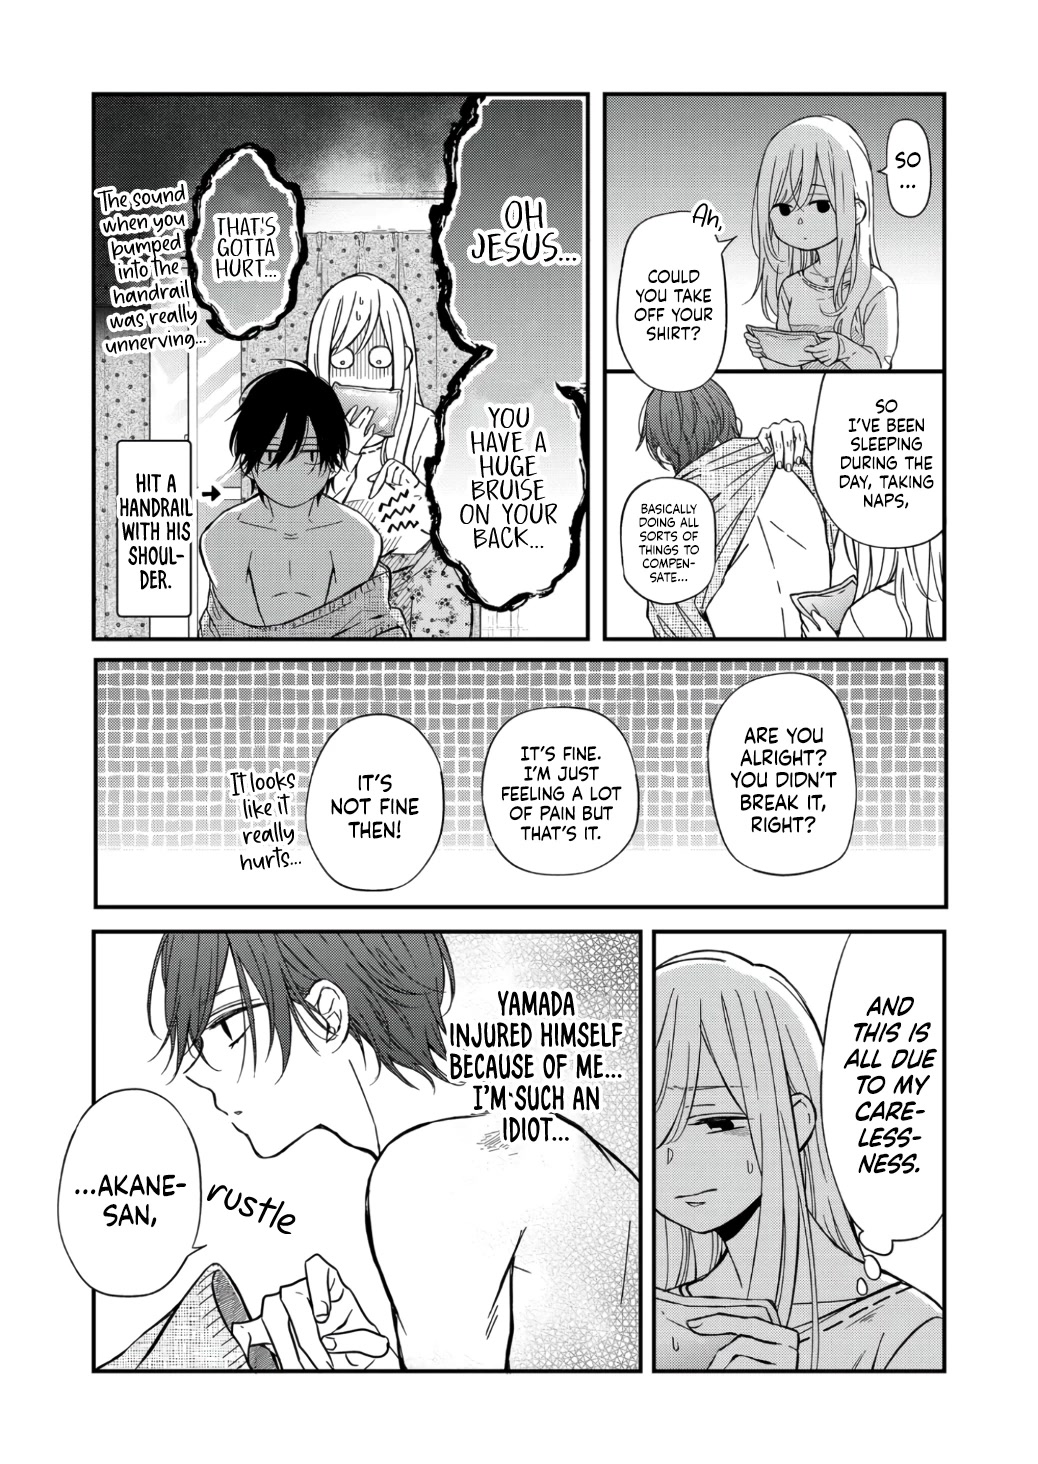 SO
...
Ah,
COULD
YOU TAKE
OFF YOUR
SHIRT?
SO
I'VE BEEN
SLEEPING
DURING THE
DAY, TAKING
NAPS,
BASICALLY
DOING ALL
SORTS OF
THINGS TO
COMPEN-
SATE...
OH
JESUS...
YOU
HAVE A
HUGE
BRUISE
ON YOUR
BACK...
THAT'S
GOTTA
HURT...
The sound
when you
bumped
into the
handrail
was really
unnerving...
HIT A
HANDRAIL
WITH HIS
SHOUL-
DER.
ARE YOU
ALRIGHT?
YOU DIDN'T
BREAK IT,
RIGHT?
IT'S FINE.
I'M JUST
FEELING A LOT
OF PAIN BUT
THAT'S IT.
IT'S
NOT FINE
THEN!
It looks
like it
really
hurts...
AND
THIS IS
ALL DUE
TO MY
CARE-
LESS-
NESS.
YAMADA
INJURED HIMSELF
BECAUSE OF ME...
I'M SUCH AN
IDIOT...
...AKANE-
SAN,
rustle